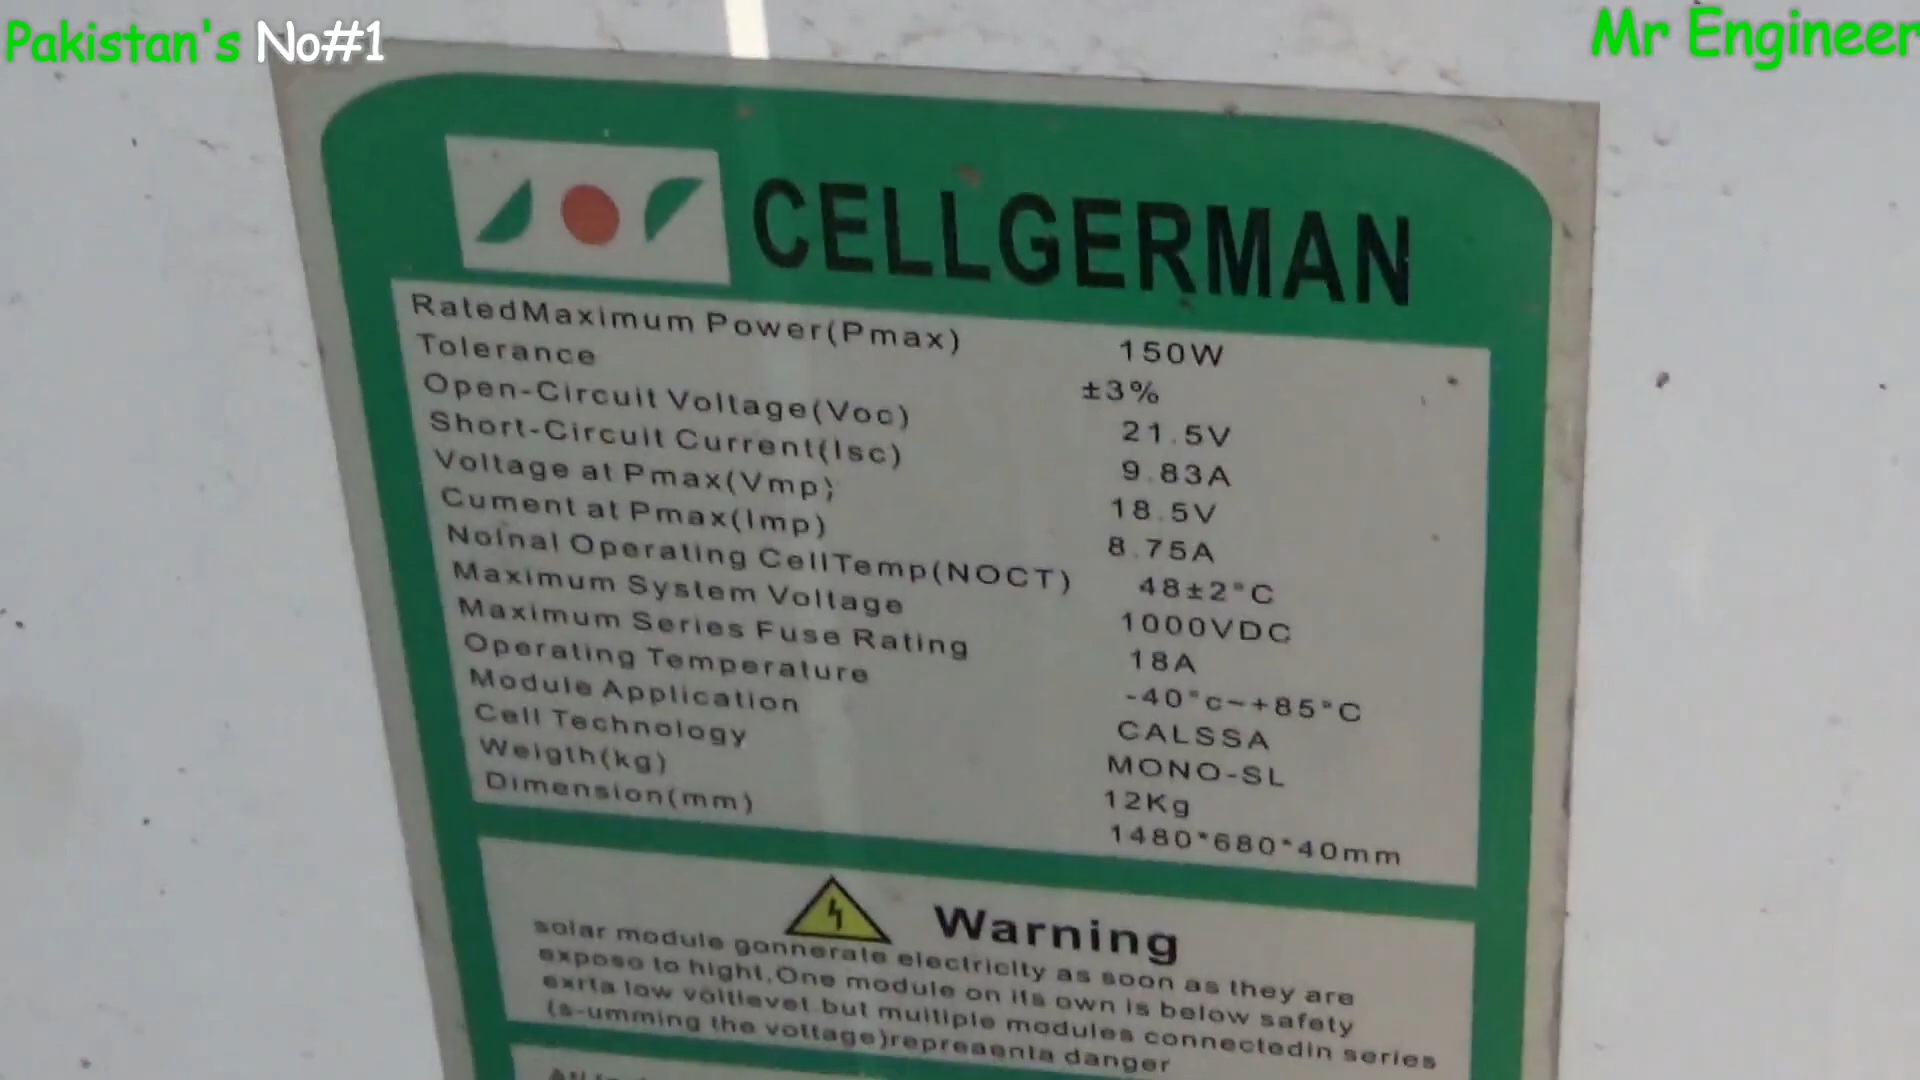 Pakistan's No#1
Mr Engineer
CELLGERMAN
RatedMaximum Power(Pmax) 150W
Tolerance ±3%
Open-Circuit Voltage(Voc) 21.5V
Short-Circuit Current(Isc) 9.83A
Voltage at Pmax(Vmp) 18.5V
Cument at Pmax(Imp) 8.75A
Noinal Operating CellTemp(NOCT) 48±2°C
Maximum System Voltage 1000VDC
Maximum Series Fuse Rating 18A
Operating Temperature -40°c~+85°C
Module Application CALSSA
Cell Technology MONO-SL
Weigth(kg) 12Kg
Dimension(mm) 1480*680*40mm
Warning
solar module gonnerate electricity as soon as they are
exposo to hight,One module on its own is below safety
exrta low voltlevet but muitiple modules connectedin series
(s-umming the vottage)repreaenta danger